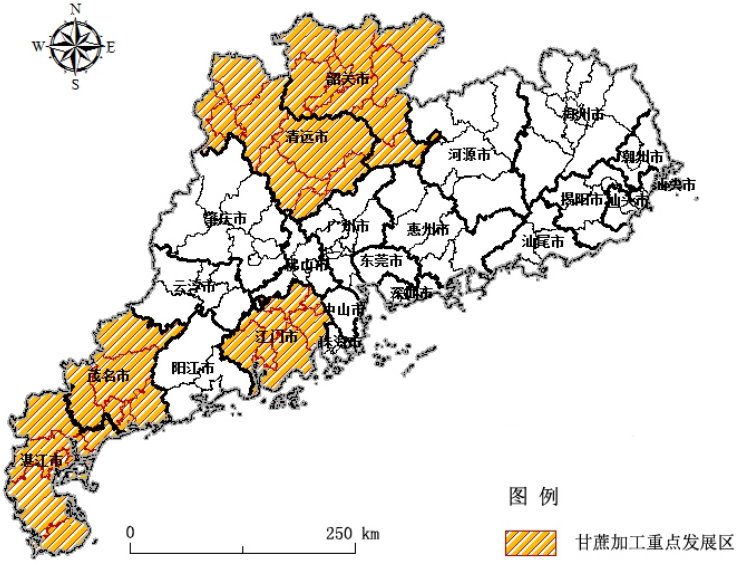 N
W E
S
韶关市
清远市
梅州市
河源市
潮州市
汕头市
揭阳市
汕头市
肇庆市
广州市
惠州市
汕尾市
佛山市
东莞市
云浮市
深圳市
中山市
江门市
珠海市
阳江市
茂名市
湛江市
图 例
0 250 km
甘蔗加工重点发展区